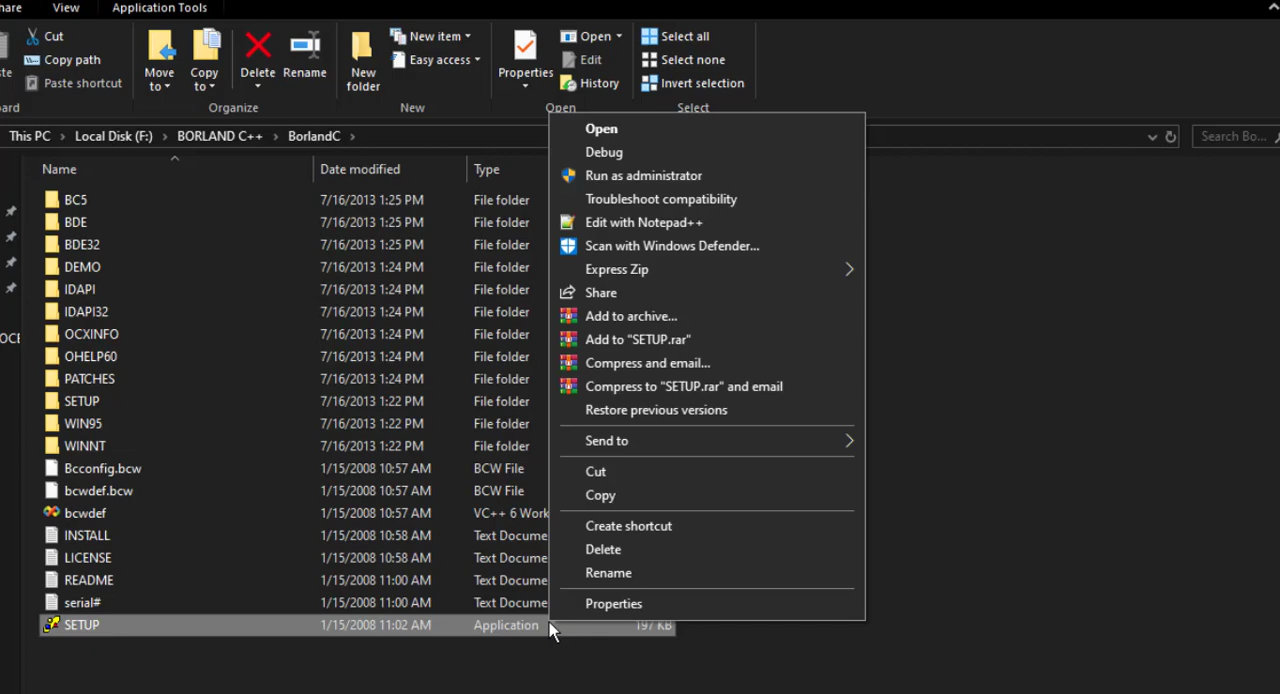 hare View Application Tools
Cut
Copy path
ste Paste shortcut
oard
Move to
Copy to
Delete
Rename
Organize
New folder
New item
Easy access
New
Properties
Open
Edit
History
Open
Select all
Select none
Invert selection
Select
This PC > Local Disk (F:) > BORLAND C++ > BorlandC >
Search Bo...
Name Date modified Type
BC5 7/16/2013 1:25 PM File folder
BDE 7/16/2013 1:25 PM File folder
BDE32 7/16/2013 1:25 PM File folder
DEMO 7/16/2013 1:24 PM File folder
IDAPI 7/16/2013 1:24 PM File folder
IDAPI32 7/16/2013 1:24 PM File folder
OCE
OCXINFO 7/16/2013 1:24 PM File folder
OHELP60 7/16/2013 1:24 PM File folder
PATCHES 7/16/2013 1:24 PM File folder
SETUP 7/16/2013 1:22 PM File folder
WIN95 7/16/2013 1:22 PM File folder
WINNT 7/16/2013 1:22 PM File folder
Bcconfig.bcw 1/15/2008 10:57 AM BCW File
bcwdef.bcw 1/15/2008 10:57 AM BCW File
bcwdef 1/15/2008 10:57 AM VC++ 6 Work
INSTALL 1/15/2008 10:58 AM Text Docume
LICENSE 1/15/2008 10:58 AM Text Docume
README 1/15/2008 11:00 AM Text Docume
serial# 1/15/2008 11:00 AM Text Docume
SETUP 1/15/2008 11:02 AM Application 197 KB
Open
Debug
Run as administrator
Troubleshoot compatibility
Edit with Notepad++
Scan with Windows Defender...
Express Zip
Share
Add to archive...
Add to "SETUP.rar"
Compress and email...
Compress to "SETUP.rar" and email
Restore previous versions
Send to
Cut
Copy
Create shortcut
Delete
Rename
Properties